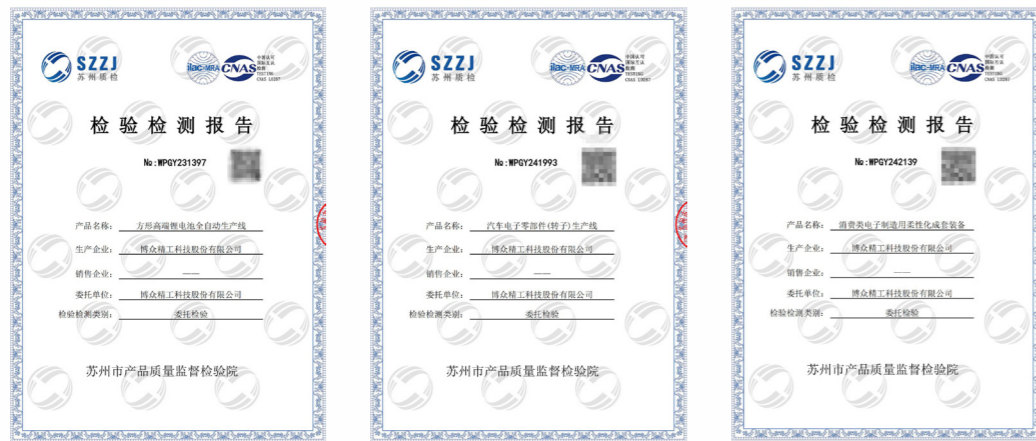 SZZJ
苏州质检
ilac-MRA
CNAS
检验检测报告
№:WPGY231397
产品名称: 方形高端锂电池全自动生产线
生产企业: 博众精工科技股份有限公司
销售企业: ——
委托单位: 博众精工科技股份有限公司
检验检测类别: 委托检验
苏州市产品质量监督检验院
SZZJ
苏州质检
ilac-MRA
CNAS
检验检测报告
№:WPGY241993
产品名称: 汽车电子零部件(转子)生产线
生产企业: 博众精工科技股份有限公司
销售企业: ——
委托单位: 博众精工科技股份有限公司
检验检测类别: 委托检验
苏州市产品质量监督检验院
SZZJ
苏州质检
ilac-MRA
CNAS
检验检测报告
№:WPGY242139
产品名称: 消费类电子制造用柔性化成套装备
生产企业: 博众精工科技股份有限公司
销售企业: ——
委托单位: 博众精工科技股份有限公司
检验检测类别: 委托检验
苏州市产品质量监督检验院